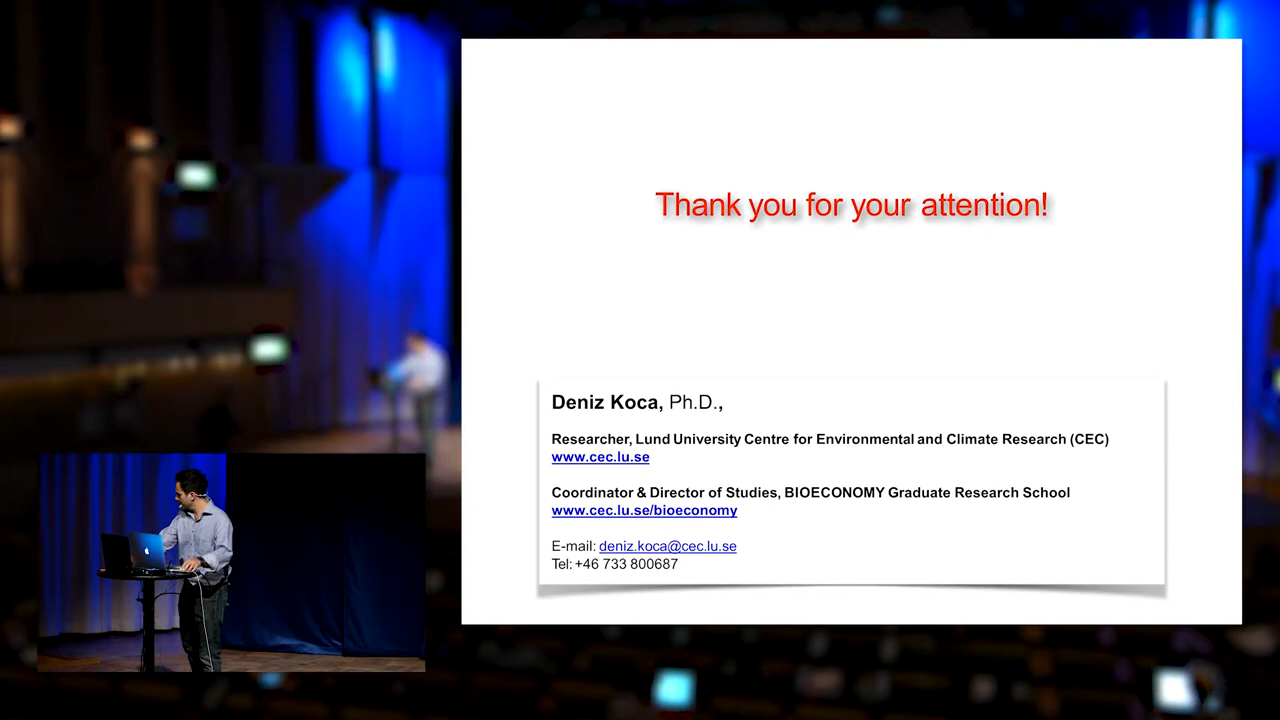 Thank you for your attention!
Deniz Koca, Ph.D.,
Researcher, Lund University Centre for Environmental and Climate Research (CEC)
www.cec.lu.se
Coordinator & Director of Studies, BIOECONOMY Graduate Research School
www.cec.lu.se/bioeconomy
E-mail: deniz.koca@cec.lu.se
Tel: +46 733 800687